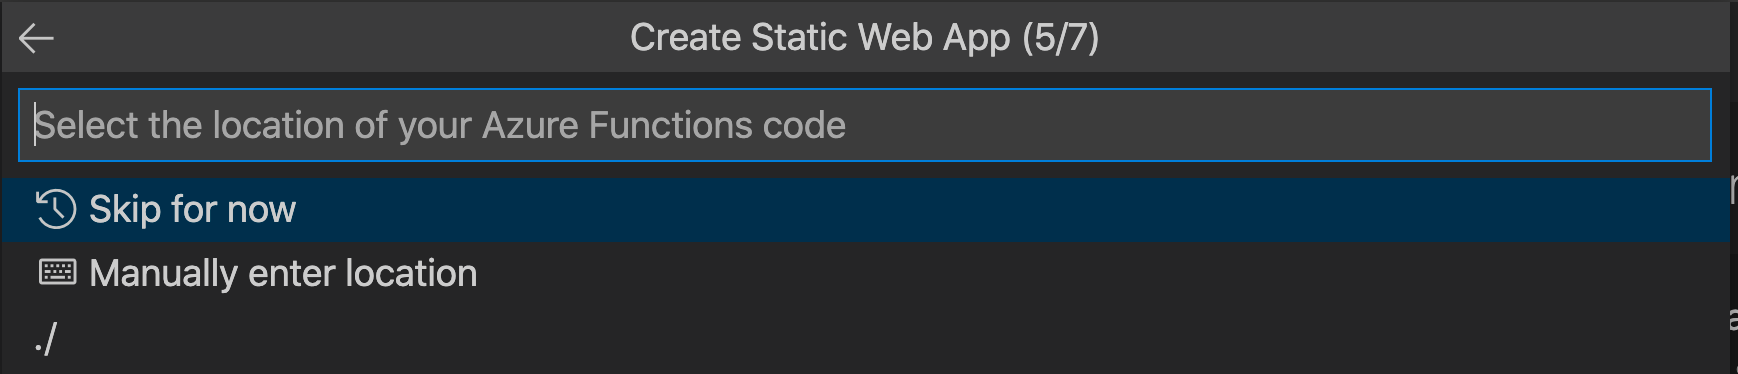 Create Static Web App (5/7)
Select the location of your Azure Functions code
Skip for now
Manually enter location
./